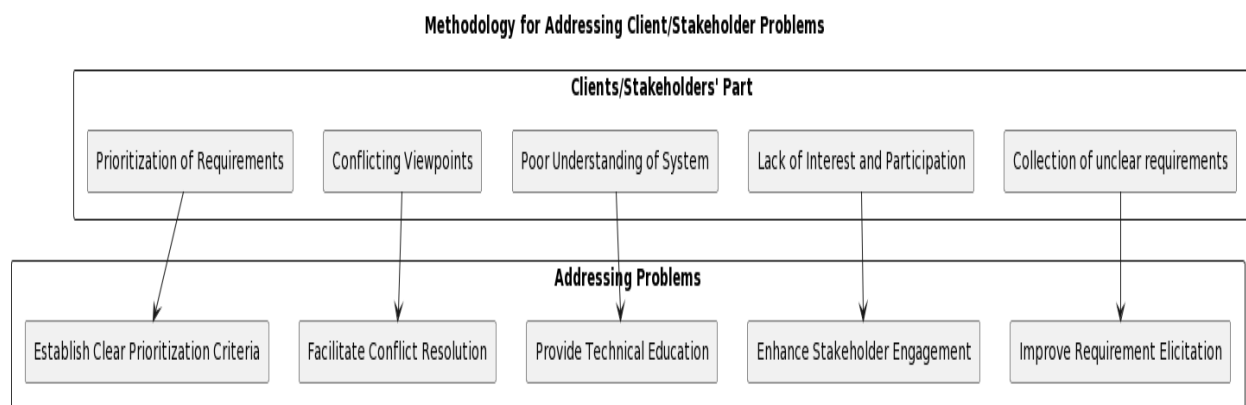 Methodology for Addressing Client/Stakeholder Problems
Clients/Stakeholders' Part
Prioritization of Requirements
Conflicting Viewpoints
Poor Understanding of System
Lack of Interest and Participation
Collection of unclear requirements
Addressing Problems
Establish Clear Prioritization Criteria
Facilitate Conflict Resolution
Provide Technical Education
Enhance Stakeholder Engagement
Improve Requirement Elicitation